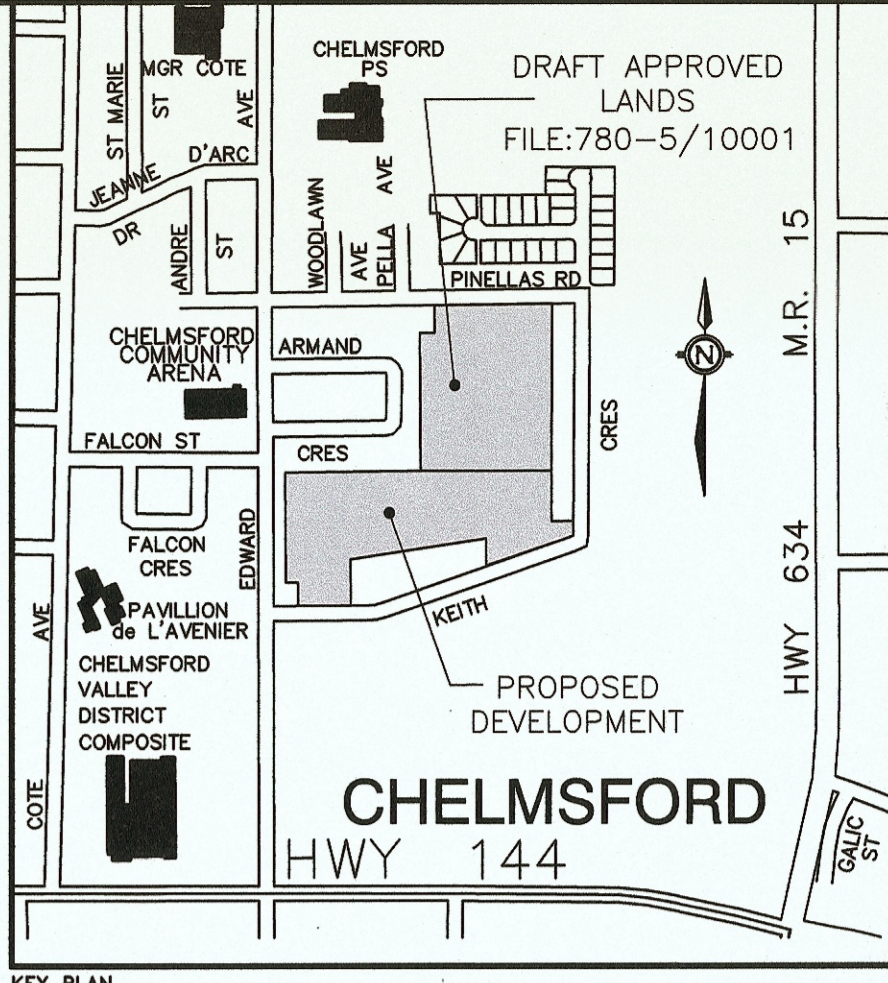 CHELMSFORD
PS
MGR COTE
ST MARIE
ST
AVE
DRAFT APPROVED
LANDS
FILE:780-5/10001
JEANNE
D'ARC
DR
ANDRE
ST
WOODLAWN
AVE
PELLA
AVE
PINELLAS RD
M.R. 15
N
CHELMSFORD
COMMUNITY
ARENA
ARMAND
CRES
CRES
FALCON ST
FALCON
CRES
EDWARD
AVE
PAVILLION
de L'AVENIER
KEITH
HWY 634
CHELMSFORD
VALLEY
DISTRICT
COMPOSITE
PROPOSED
DEVELOPMENT
COTE
CHELMSFORD
HWY 144
GALIC
ST
KEY PLAN